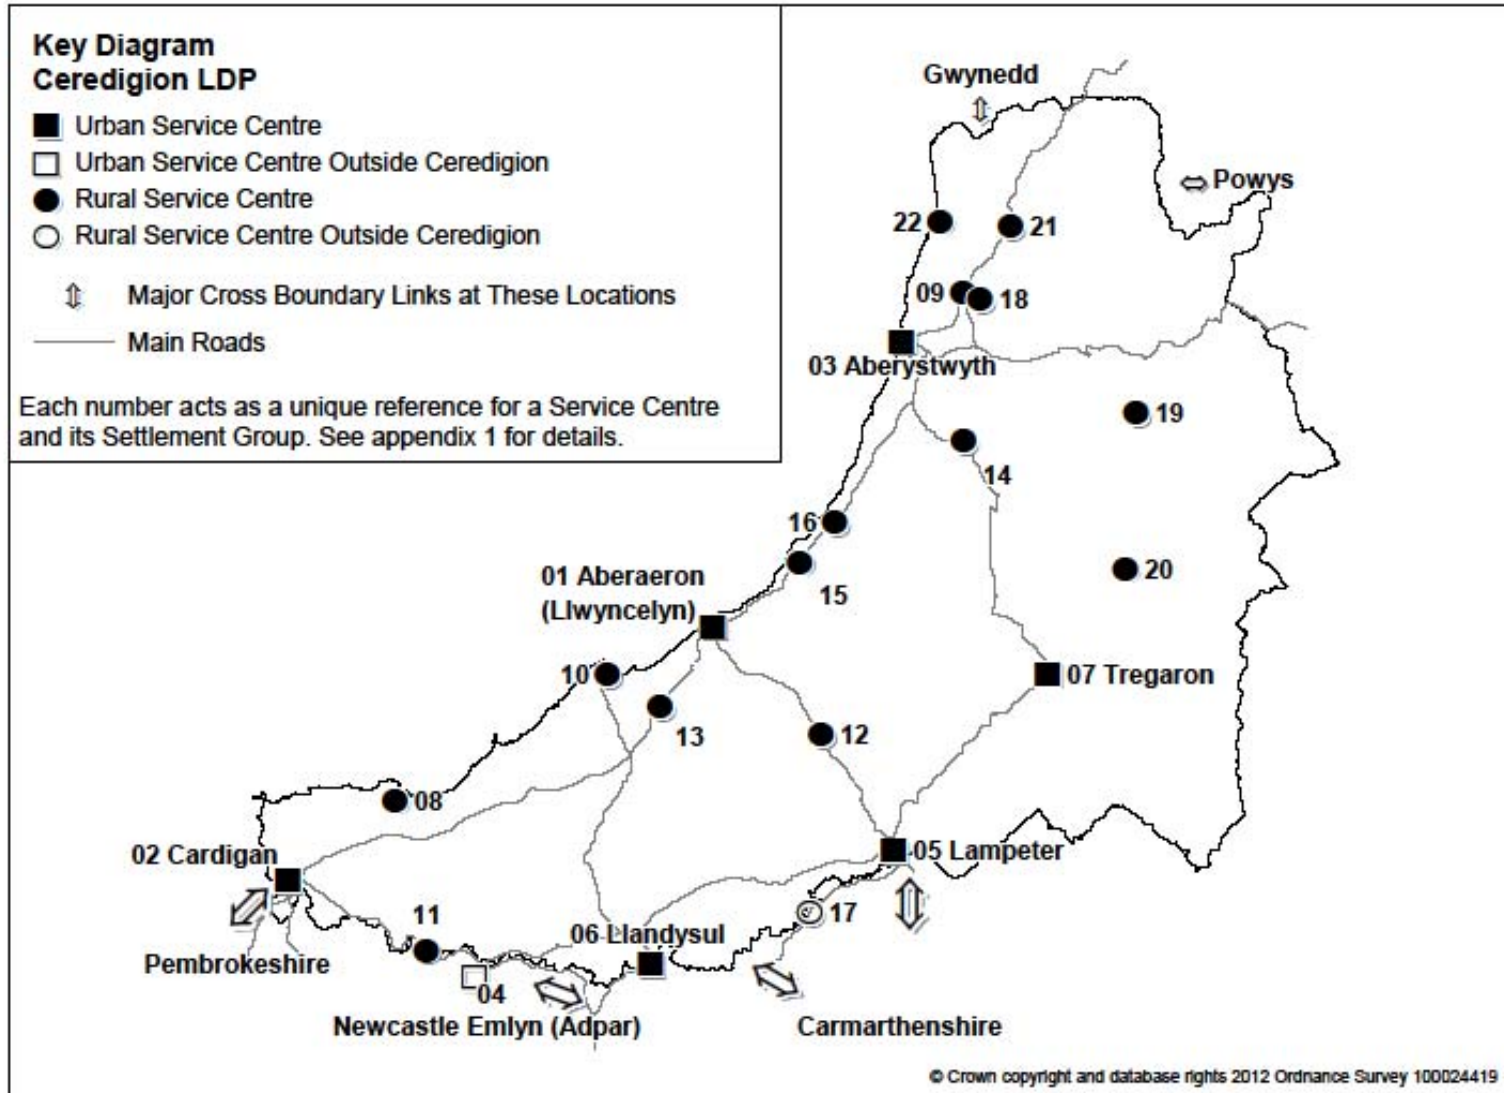 Key Diagram
Ceredigion LDP
Urban Service Centre
Urban Service Centre Outside Ceredigion
Rural Service Centre
Rural Service Centre Outside Ceredigion
Major Cross Boundary Links at These Locations
Main Roads
Each number acts as a unique reference for a Service Centre
and its Settlement Group. See appendix 1 for details.
Gwynedd
Powys
22
21
09
18
03 Aberystwyth
19
14
16
15
20
01 Aberaeron
(Llwyncelyn)
10
07 Tregaron
13
12
08
02 Cardigan
05 Lampeter
11
17
06 Llandysul
Pembrokeshire
04
Newcastle Emlyn (Adpar)
Carmarthenshire
© Crown copyright and database rights 2012 Ordnance Survey 100024419